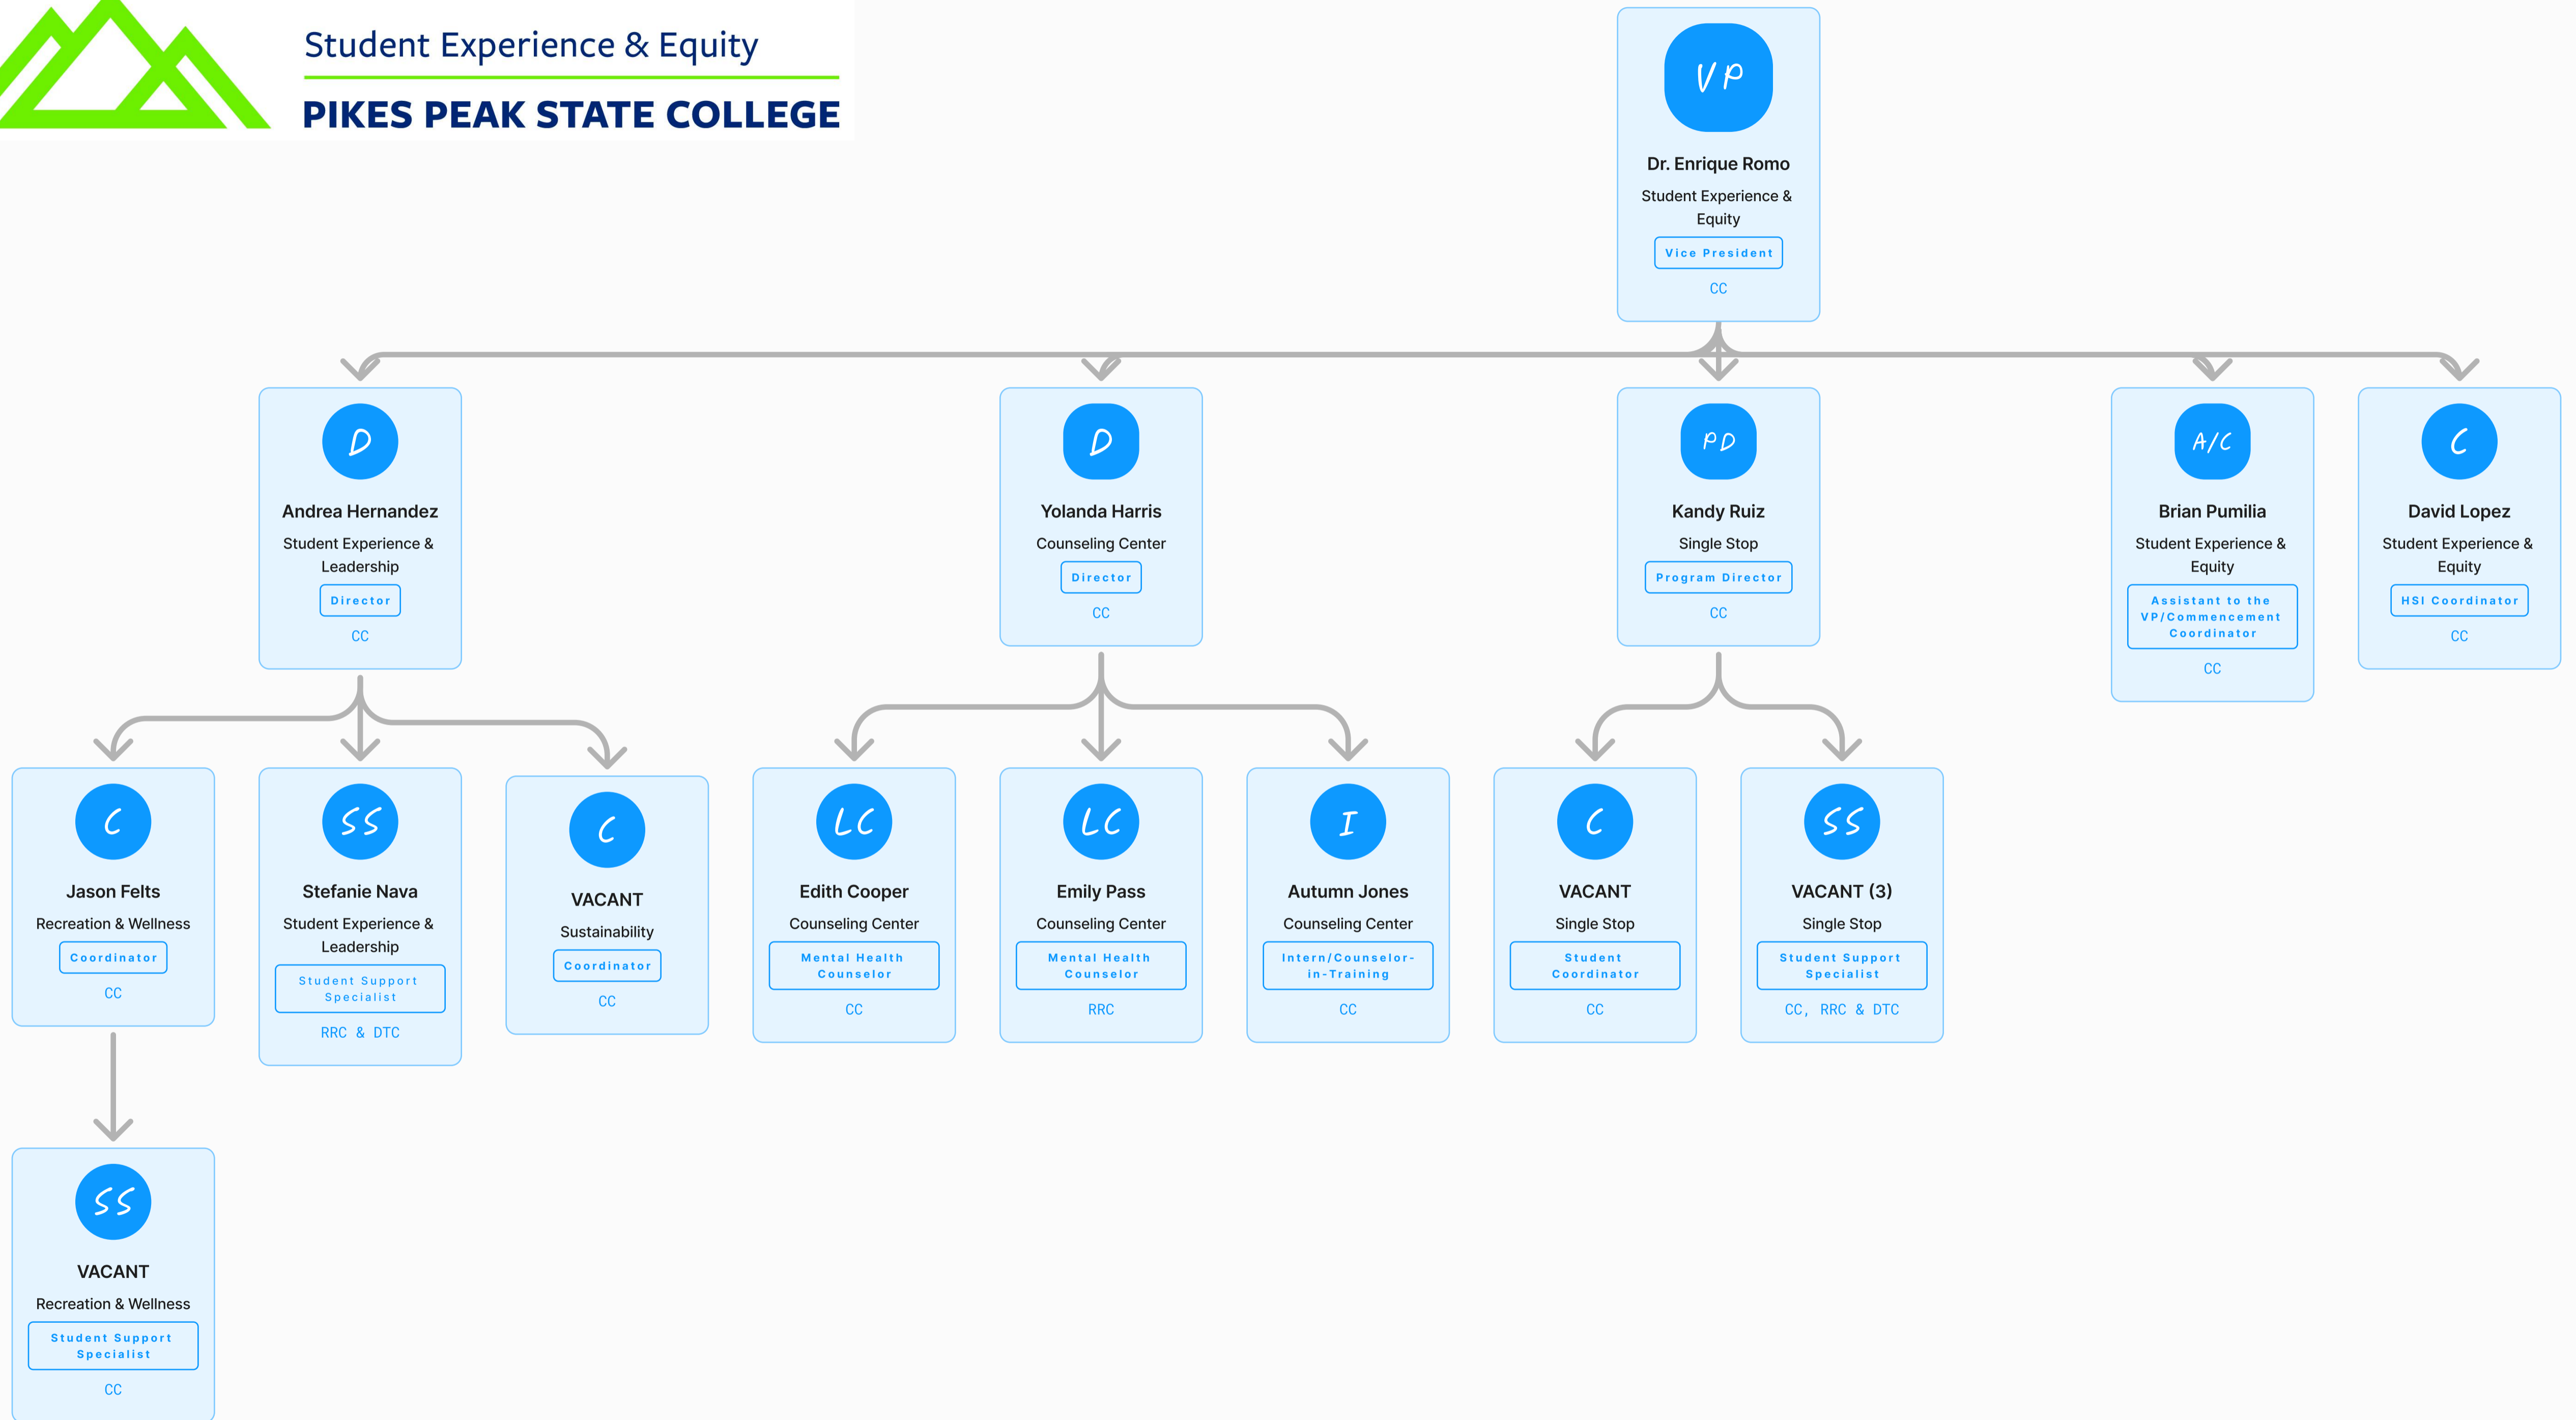 Student Experience & Equity
PIKES PEAK STATE COLLEGE
VP
Dr. Enrique Romo
Student Experience &
Equity
Vice President
CC
D
Andrea Hernandez
Student Experience &
Leadership
Director
CC
D
Yolanda Harris
Counseling Center
Director
CC
PD
Kandy Ruiz
Single Stop
Program Director
CC
A/C
Brian Pumilia
Student Experience &
Equity
Assistant to the
VP/Commencement
Coordinator
CC
C
David Lopez
Student Experience &
Equity
HSI Coordinator
CC
C
Jason Felts
Recreation & Wellness
Coordinator
CC
SS
Stefanie Nava
Student Experience &
Leadership
Student Support
Specialist
RRC & DTC
C
VACANT
Sustainability
Coordinator
CC
LC
Edith Cooper
Counseling Center
Mental Health
Counselor
CC
LC
Emily Pass
Counseling Center
Mental Health
Counselor
RRC
I
Autumn Jones
Counseling Center
Intern/Counselor-
in-Training
CC
C
VACANT
Single Stop
Student
Coordinator
CC
SS
VACANT (3)
Single Stop
Student Support
Specialist
CC, RRC & DTC
SS
VACANT
Recreation & Wellness
Student Support
Specialist
CC